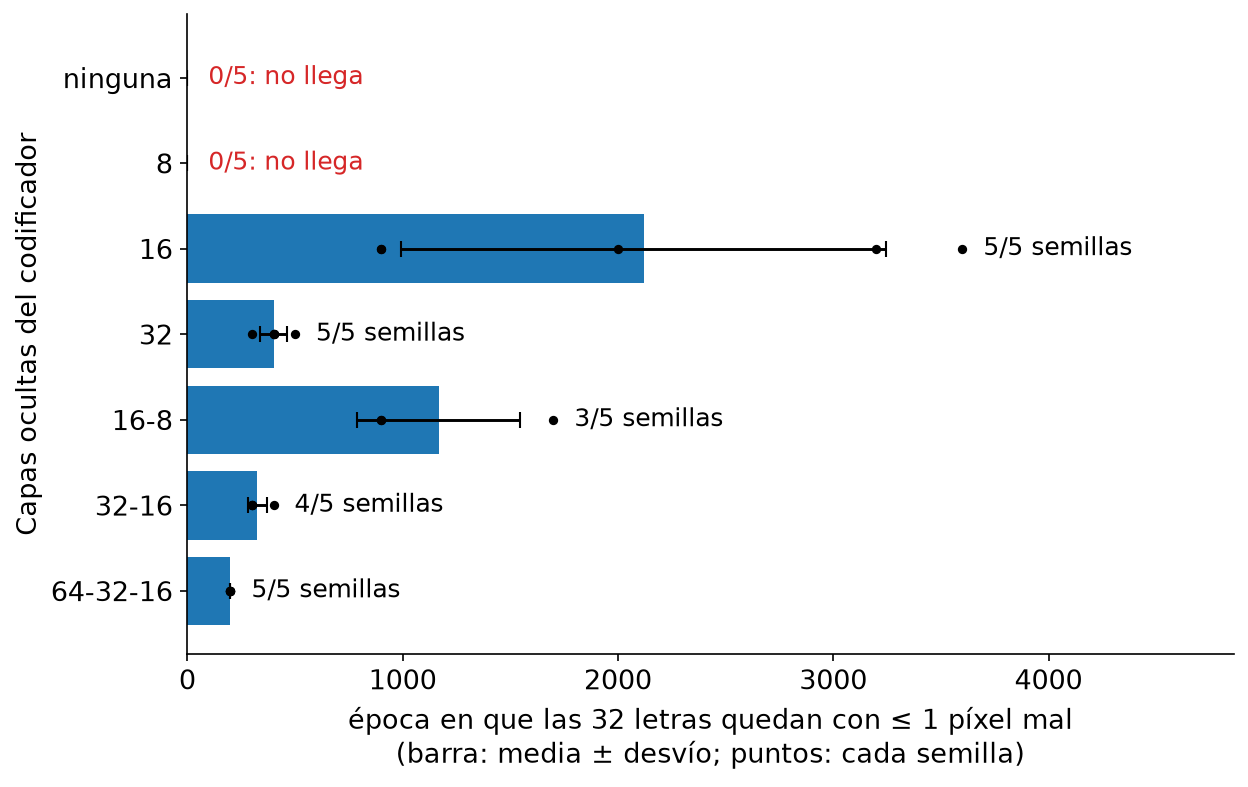 Capas ocultas del codificador
ninguna 0/5: no llega
8 0/5: no llega
16 5/5 semillas
32 5/5 semillas
16-8 3/5 semillas
32-16 4/5 semillas
64-32-16 5/5 semillas
0 1000 2000 3000 4000
época en que las 32 letras quedan con ≤ 1 píxel mal
(barra: media ± desvío; puntos: cada semilla)